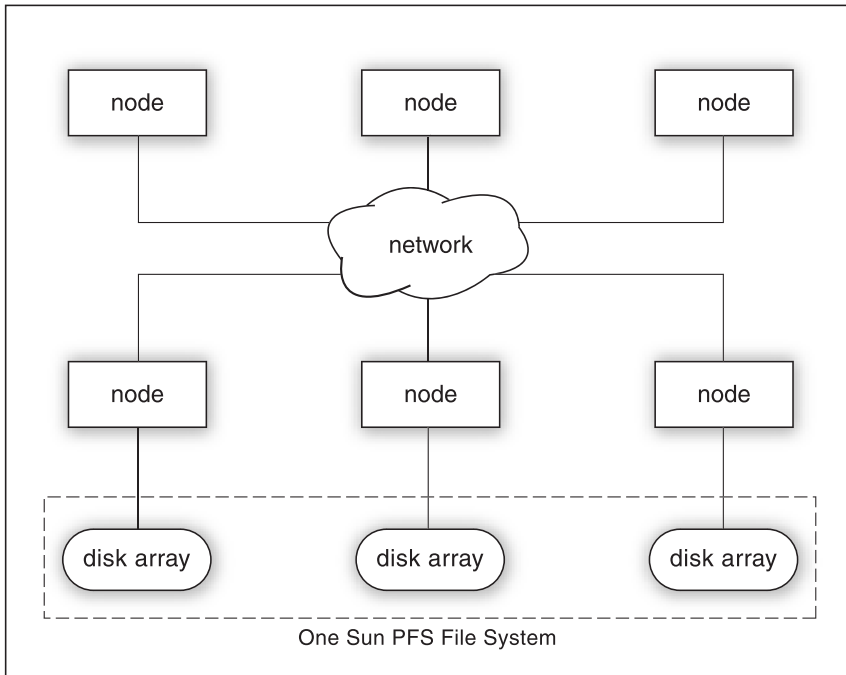 node node node
network
node node node
disk array disk array disk array
One Sun PFS File System